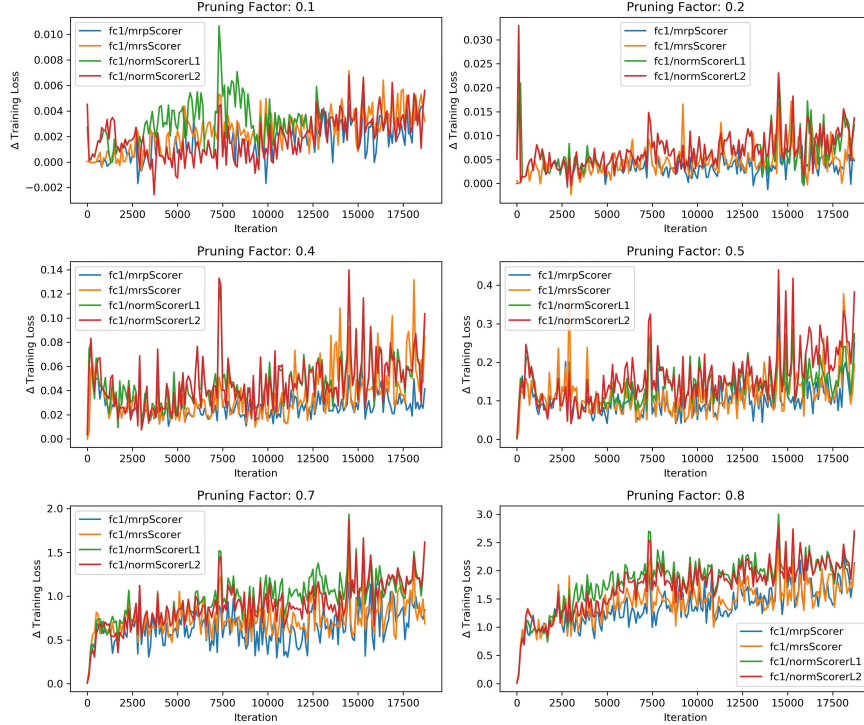 Pruning Factor: 0.1
fc1/mrpScorer
fc1/mrsScorer
fc1/normScorerL1
fc1/normScorerL2
0.010
0.008
0.006
0.004
0.002
0.000
−0.002
Δ Training Loss
0 2500 5000 7500 10000 12500 15000 17500
Iteration
Pruning Factor: 0.2
fc1/mrpScorer
fc1/mrsScorer
fc1/normScorerL1
fc1/normScorerL2
0.030
0.025
0.020
0.015
0.010
0.005
0.000
Δ Training Loss
0 2500 5000 7500 10000 12500 15000 17500
Iteration
Pruning Factor: 0.4
fc1/mrpScorer
fc1/mrsScorer
fc1/normScorerL1
fc1/normScorerL2
0.14
0.12
0.10
0.08
0.06
0.04
0.02
0.00
Δ Training Loss
0 2500 5000 7500 10000 12500 15000 17500
Iteration
Pruning Factor: 0.5
fc1/mrpScorer
fc1/mrsScorer
fc1/normScorerL1
fc1/normScorerL2
0.4
0.3
0.2
0.1
0.0
Δ Training Loss
0 2500 5000 7500 10000 12500 15000 17500
Iteration
Pruning Factor: 0.7
fc1/mrpScorer
fc1/mrsScorer
fc1/normScorerL1
fc1/normScorerL2
2.0
1.5
1.0
0.5
0.0
Δ Training Loss
0 2500 5000 7500 10000 12500 15000 17500
Iteration
Pruning Factor: 0.8
3.0
2.5
2.0
1.5
1.0
0.5
0.0
Δ Training Loss
fc1/mrpScorer
fc1/mrsScorer
fc1/normScorerL1
fc1/normScorerL2
0 2500 5000 7500 10000 12500 15000 17500
Iteration